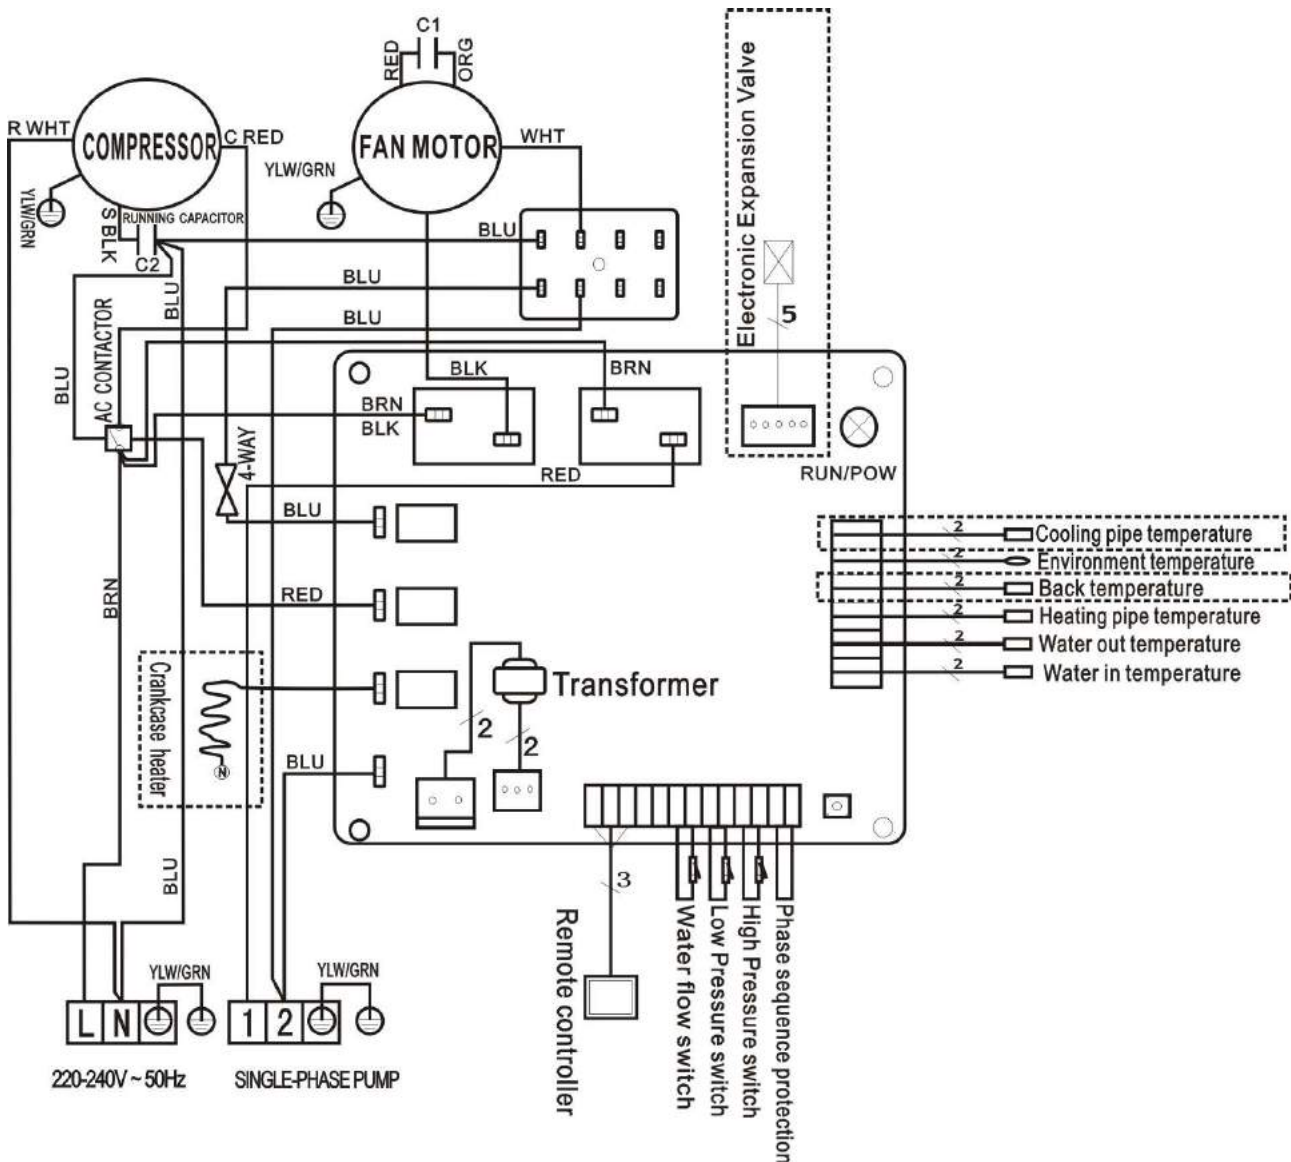 C1
RED
ORG
R WHT
COMPRESSOR
C RED
FAN MOTOR
WHT
YLW/GRN
YLW/GRN
S BLK
RUNNING CAPACITOR
C2
BLU
BLU
BLU
BLU
BLU
AC CONTACTOR
Electronic Expansion Valve
5
BLK
BRN
BRN
BLK
RED
RUN/POW
4-WAY
BLU
RED
BRN
Crankcase heater
N
BLU
BLU
Transformer
2
2
2
Cooling pipe temperature
2
Environment temperature
2
Back temperature
2
Heating pipe temperature
2
Water out temperature
2
Water in temperature
3
Remote controller
Water flow switch
Low Pressure switch
High Pressure switch
Phase sequence protection
YLW/GRN
YLW/GRN
L N
1 2
220-240V ~ 50Hz
SINGLE-PHASE PUMP